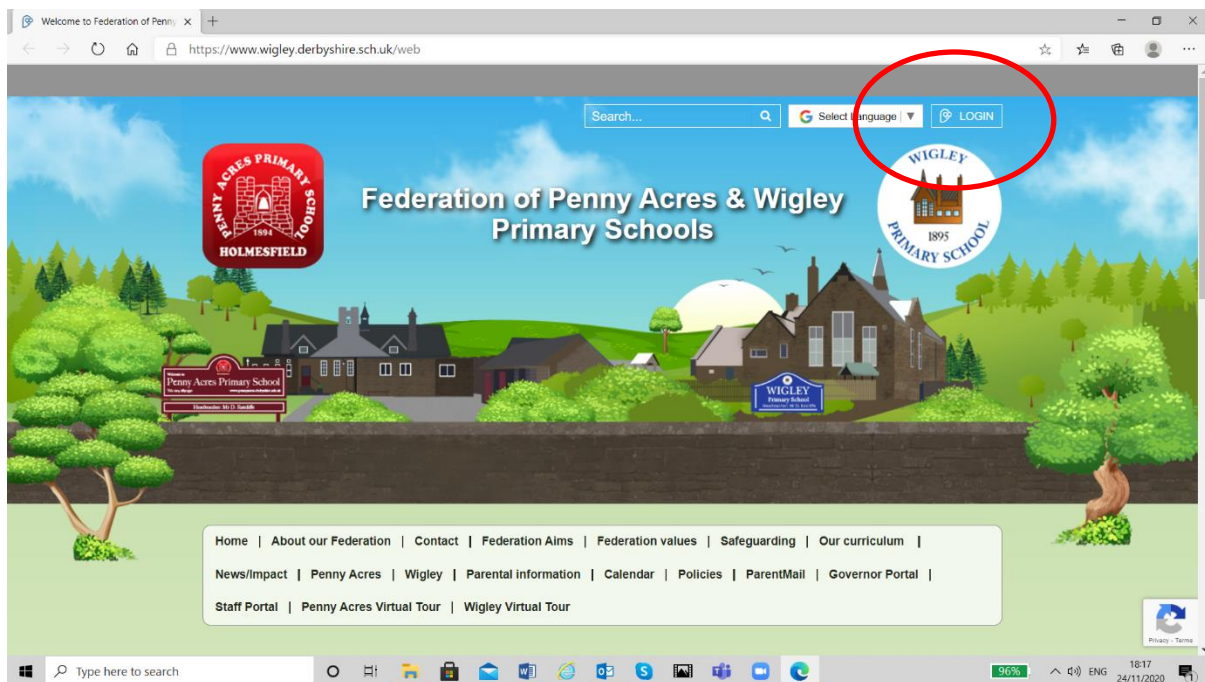 Welcome to Federation of Penny
https://www.wigley.derbyshire.sch.uk/web
Search...
Select Language
LOGIN
PENNY ACRES PRIMARY SCHOOL
1894
HOLMESFIELD
Federation of Penny Acres & Wigley
Primary Schools
WIGLEY
1895
PRIMARY SCHOOL
Welcome to
Penny Acres Primary School
Headteacher Mr D.
WIGLEY
Primary School
Home | About our Federation | Contact | Federation Aims | Federation values | Safeguarding | Our curriculum |
News/Impact | Penny Acres | Wigley | Parental information | Calendar | Policies | ParentMail | Governor Portal |
Staff Portal | Penny Acres Virtual Tour | Wigley Virtual Tour
Privacy - Terms
Type here to search
96%
ENG
18:17
24/11/2020